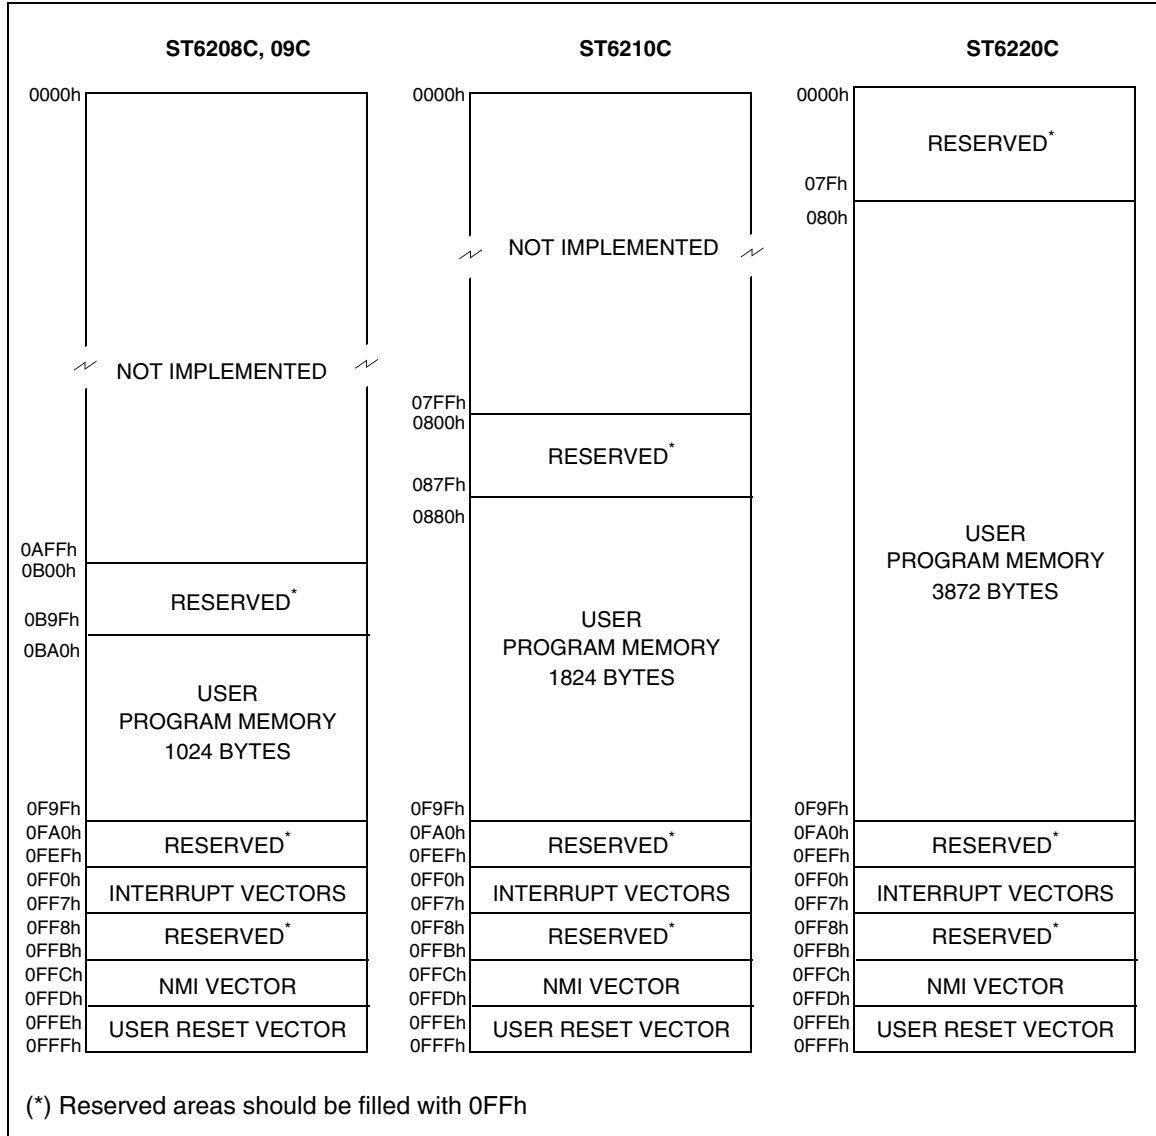 ST6208C, 09C
0000h
NOT IMPLEMENTED
0AFFh
0B00h
RESERVED*
0B9Fh
0BA0h
USER
PROGRAM MEMORY
1024 BYTES
0F9Fh
0FA0h
RESERVED*
0FEFh
0FF0h
INTERRUPT VECTORS
0FF7h
0FF8h
RESERVED*
0FFBh
0FFCh
NMI VECTOR
0FFDh
0FFEh
USER RESET VECTOR
0FFFh
ST6210C
0000h
NOT IMPLEMENTED
07FFh
0800h
RESERVED*
087Fh
0880h
USER
PROGRAM MEMORY
1824 BYTES
0F9Fh
0FA0h
RESERVED*
0FEFh
0FF0h
INTERRUPT VECTORS
0FF7h
0FF8h
RESERVED*
0FFBh
0FFCh
NMI VECTOR
0FFDh
0FFEh
USER RESET VECTOR
0FFFh
ST6220C
0000h
RESERVED*
07Fh
080h
USER
PROGRAM MEMORY
3872 BYTES
0F9Fh
0FA0h
RESERVED*
0FEFh
0FF0h
INTERRUPT VECTORS
0FF7h
0FF8h
RESERVED*
0FFBh
0FFCh
NMI VECTOR
0FFDh
0FFEh
USER RESET VECTOR
0FFFh
(*) Reserved areas should be filled with 0FFh